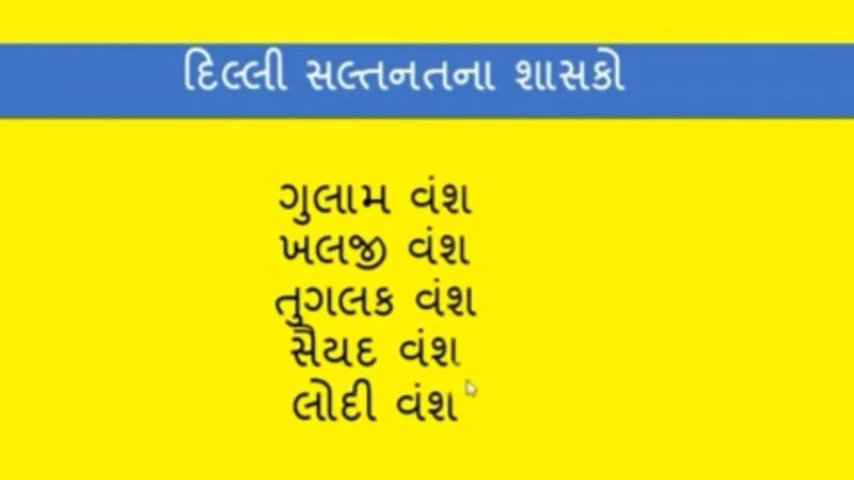 દિલ્લી સલ્તનતના શાસકો
ગુલામ વંશ
ખલજી વંશ
તુગલક વંશ
સૈયદ વંશ
લોદી વંશ